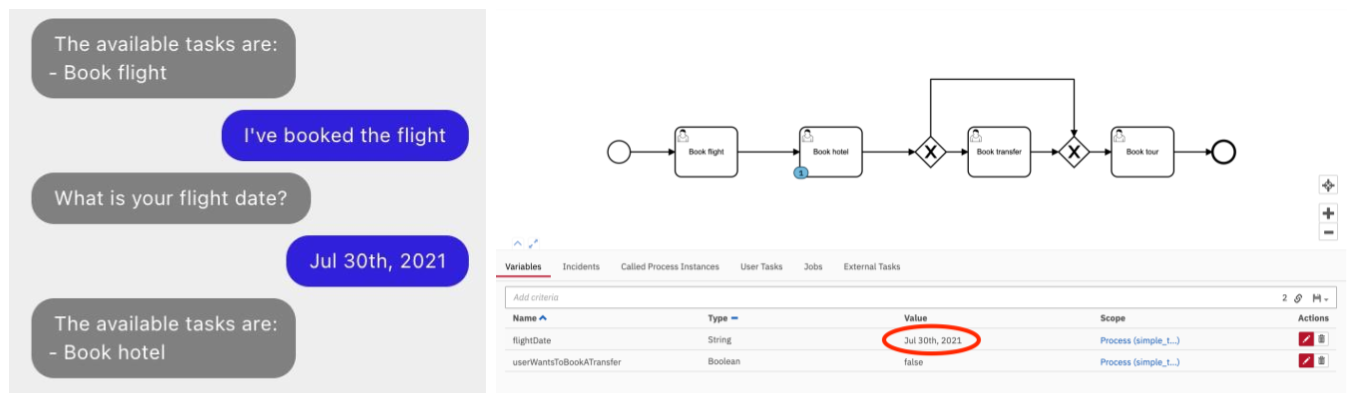 The available tasks are:
- Book flight
I've booked the flight
What is your flight date?
Jul 30th, 2021
The available tasks are:
- Book hotel
Book flight
Book hotel
1
X
Book transfer
X
Book tour
Variables Incidents Called Process Instances User Tasks Jobs External Tasks
Add criteria 2
Name Type Value Scope Actions
flightDate String Jul 30th, 2021 Process (simple_t...)
userWantsToBookATransfer Boolean false Process (simple_t...)